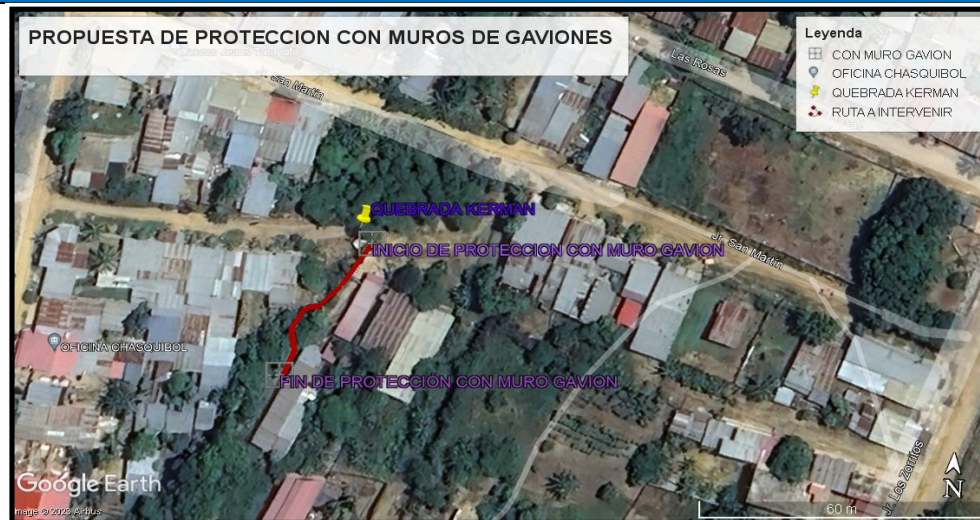 PROPUESTA DE PROTECCION CON MUROS DE GAVIONES
Leyenda
CON MURO GAVION
OFICINA CHASQUIBOL
QUEBRADA KERMAN
RUTA A INTERVENIR
San Martín
Las Rosas
QUEBRADA KERMAN
INICIO DE PROTECCION CON MURO GAVION
Jr. San Martín
OFICINA CHASQUIBOL
FIN DE PROTECCIÓN CON MURO GAVION
Jr. Los Zorritos
Google Earth
Image © 2023 Airbus
N
60 m